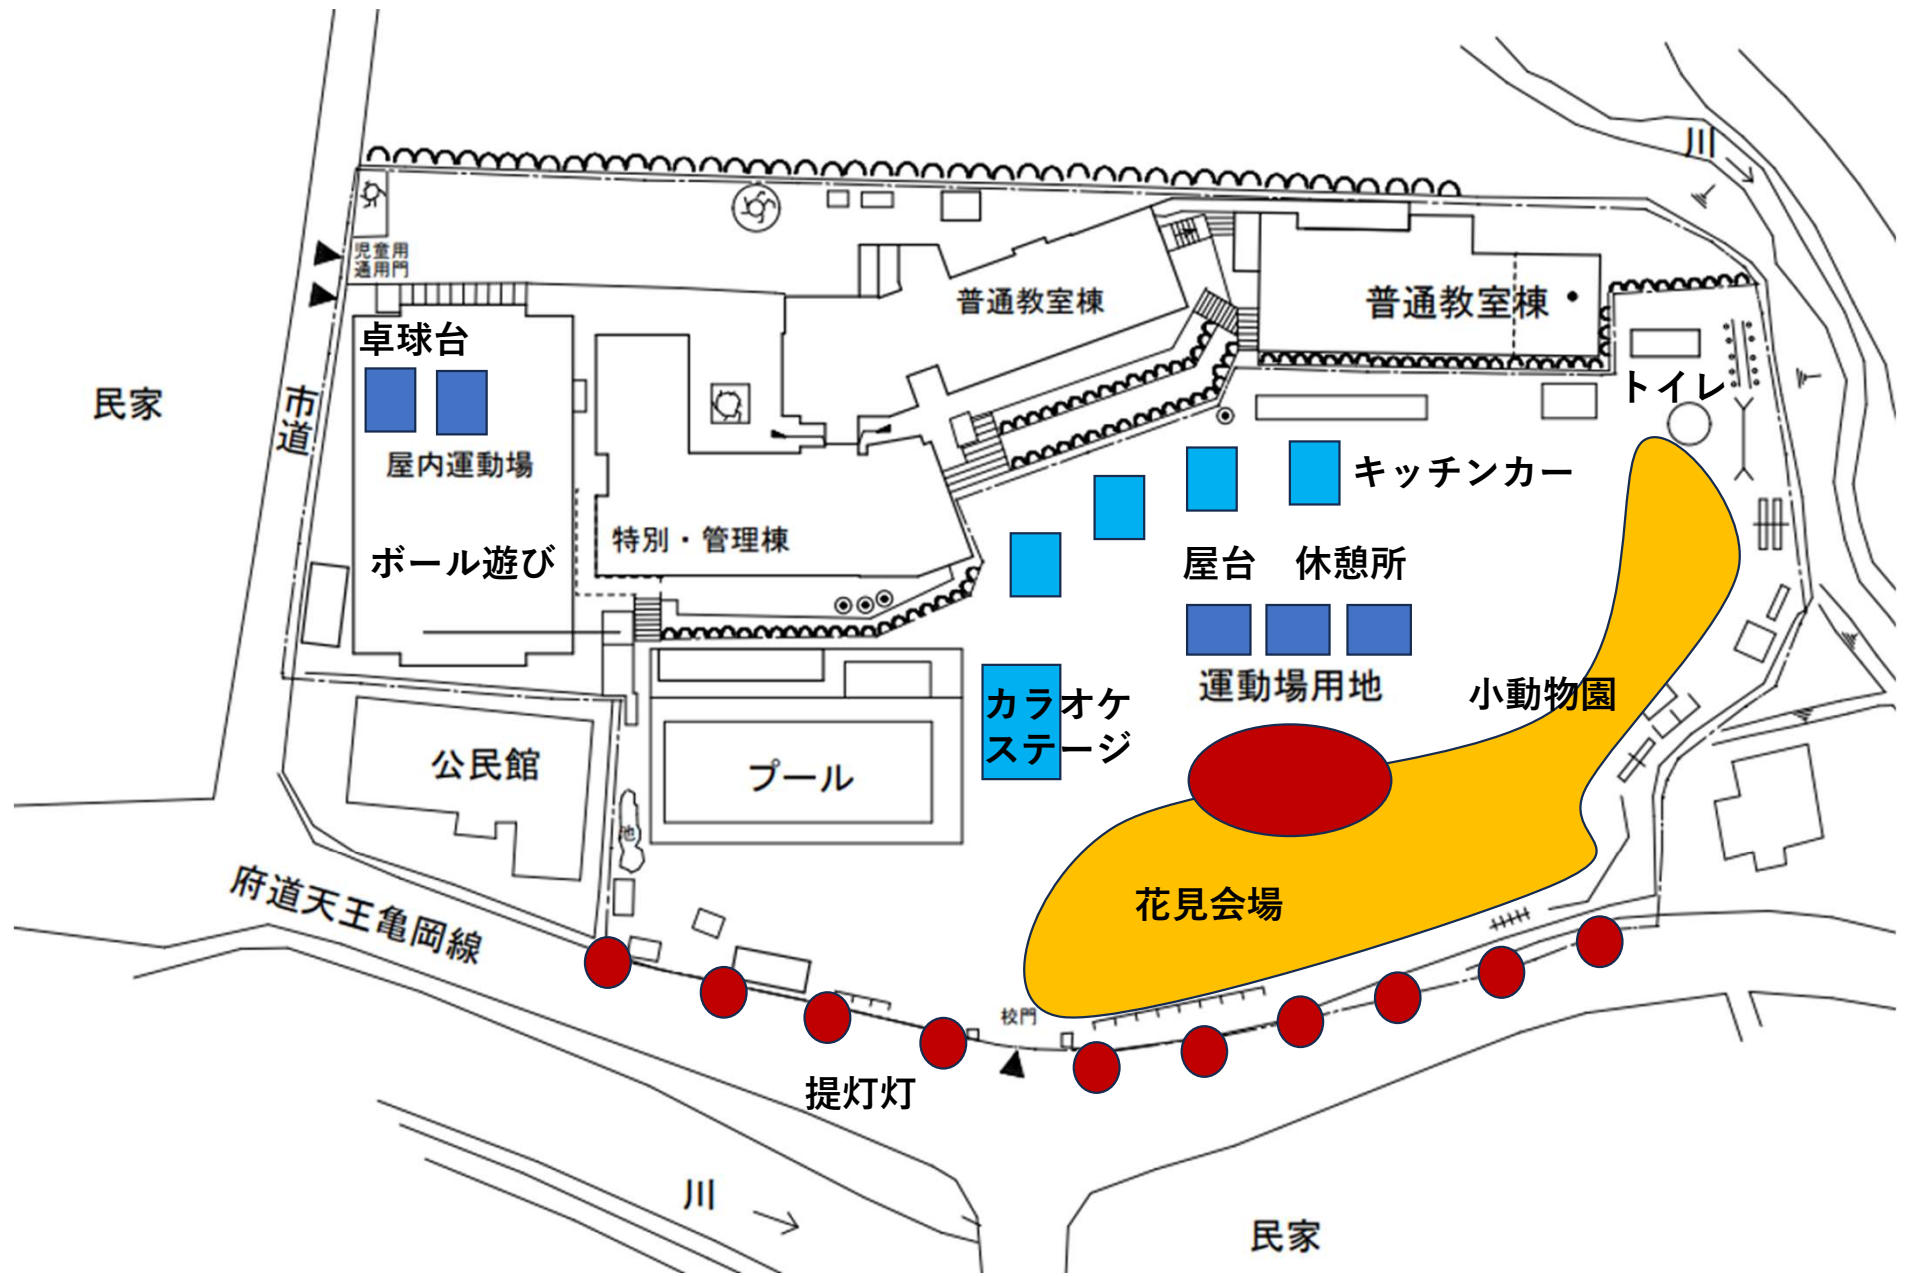 川
児童用
通用門
普通教室棟
普通教室棟
卓球台
トイレ
民家
市道
屋内運動場
キッチンカー
特別・管理棟
ボール遊び
屋台
休憩所
運動場用地
小動物園
カラオケ
ステージ
公民館
プール
池
花見会場
府道天王亀岡線
校門
提灯灯
川
民家